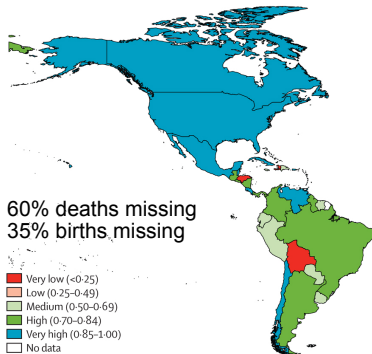 60% deaths missing
35% births missing
Very low (<0·25)
Low (0·25–0·49)
Medium (0·50–0·69)
High (0·70–0·84)
Very high (0·85–1·00)
No data